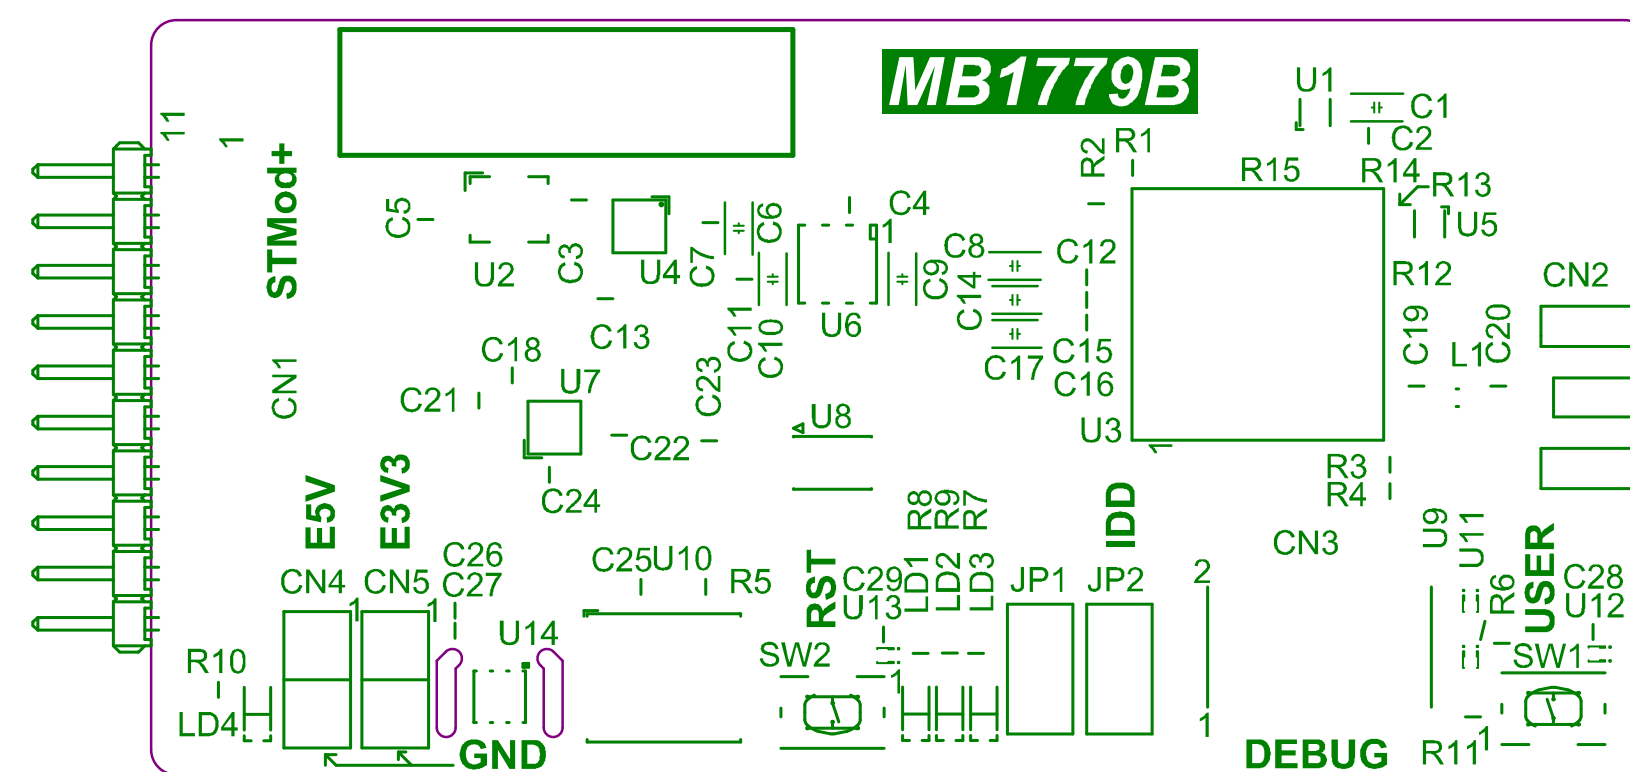 MB1779B
U1
C1
C2
11
1
STMod+
R2
R1
R15
R14
R13
U5
C5
U2
C3
U4
C7
C6
C4
1
C9
C8
C12
C14
R12
CN2
C13
C11
C10
U6
C17
C15
C16
C19
L1
C20
CN1
C18
C21
U7
C23
C22
U8
U3
1
C24
R3
R4
E5V
E3V3
R8
R9
R7
IDD
CN3
U9
U11
USER
C26
C27
CN4
CN5
1
1
C25
U10
R5
RST
C29
U13
LD1
LD2
LD3
JP1
JP2
2
R6
C28
U12
U14
R10
SW2
SW1
1
LD4
1
1
GND
DEBUG
R11